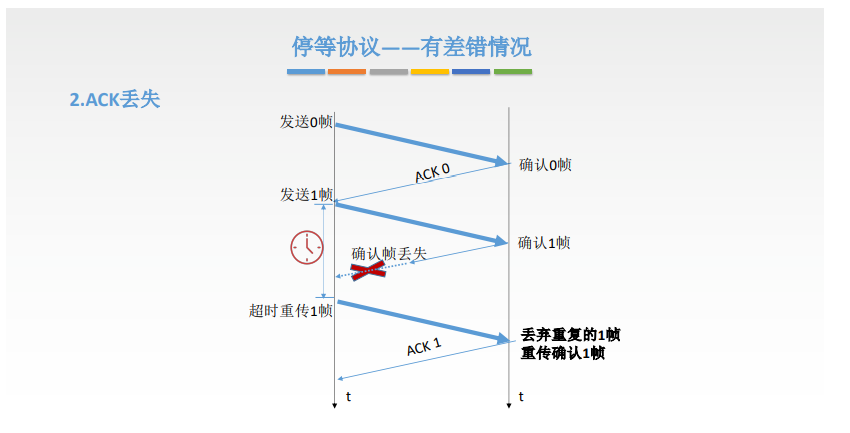 停等协议——有差错情况
2.ACK丢失
发送0帧
ACK 0
确认0帧
发送1帧
确认1帧
确认帧丢失
超时重传1帧
丢弃重复的1帧
重传确认1帧
ACK 1
t
t